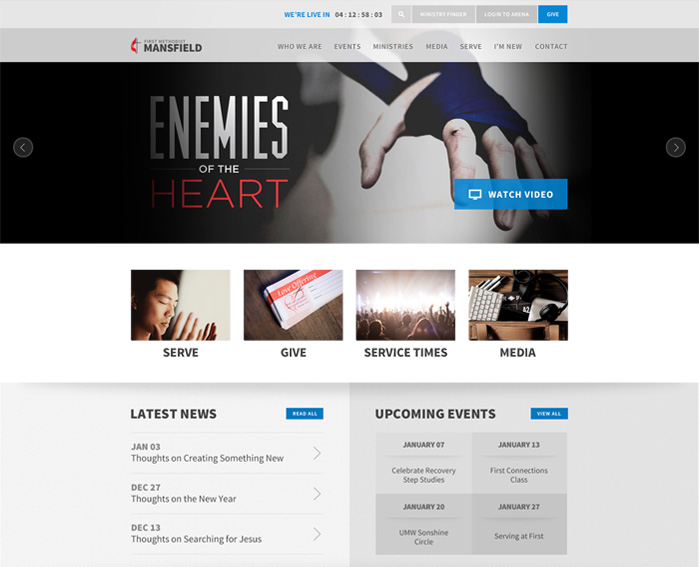 WE'RE LIVE IN 04 : 12 : 58 : 03 MINISTRY FINDER LOGIN TO ARENA GIVE
FIRST METHODIST
MANSFIELD
WHO WE ARE EVENTS MINISTRIES MEDIA SERVE I'M NEW CONTACT
ENEMIES
OF THE
HEART
WATCH VIDEO
Love Offering
SERVE GIVE SERVICE TIMES MEDIA
LATEST NEWS READ ALL
JAN 03
Thoughts on Creating Something New
DEC 27
Thoughts on the New Year
DEC 13
Thoughts on Searching for Jesus
UPCOMING EVENTS VIEW ALL
JANUARY 07 JANUARY 13
Celebrate Recovery
Step Studies
First Connections
Class
JANUARY 20 JANUARY 27
UMW Sonshine
Circle
Serving at First